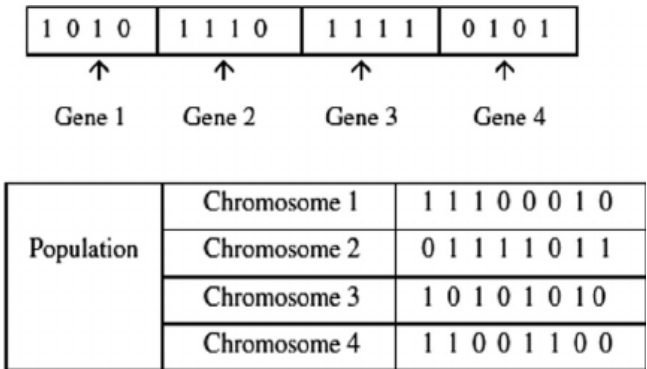 1 0 1 0 1 1 1 0 1 1 1 1 0 1 0 1
Gene 1 Gene 2 Gene 3 Gene 4
Chromosome 1 1 1 1 0 0 0 1 0
Population Chromosome 2 0 1 1 1 1 0 1 1
Chromosome 3 1 0 1 0 1 0 1 0
Chromosome 4 1 1 0 0 1 1 0 0